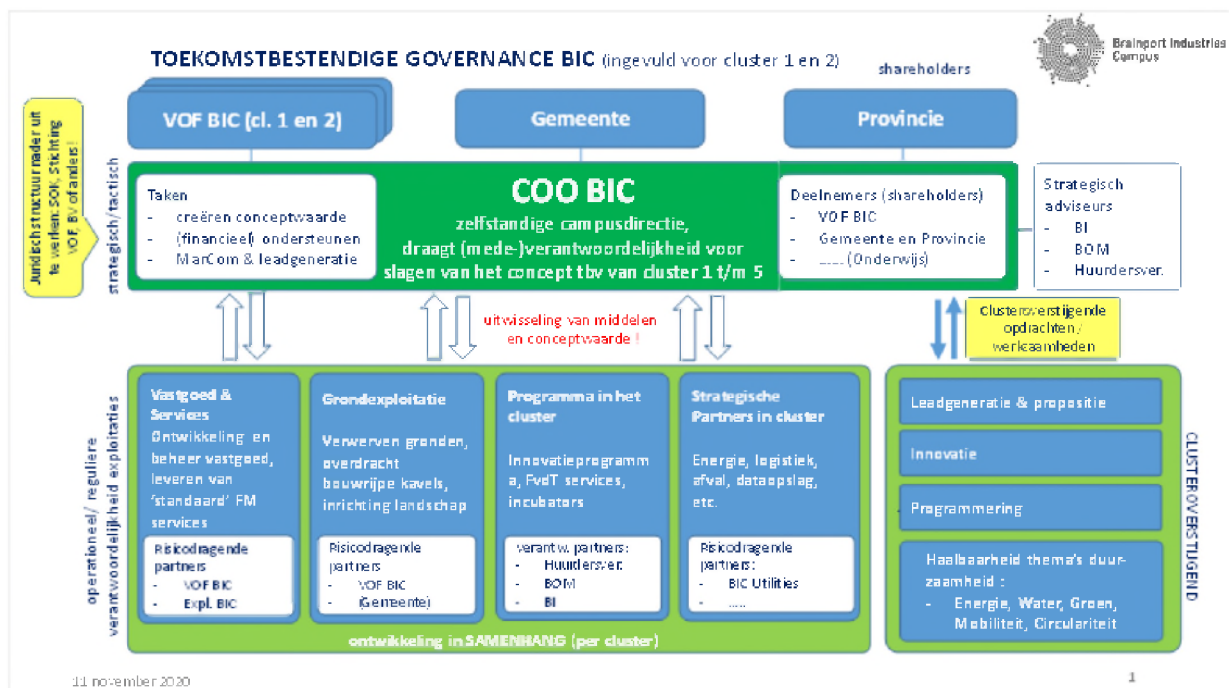 TOEKOMSTBESTENDIGE GOVERNANCE BIC (ingevuld voor cluster 1 en 2)
shareholders
Brainport Industries
Campus
VOF BIC (cl. 1 en 2)
Gemeente
Provincie
Juridisch structuur nader uit
te werken: SOK, Stichting
VOF, BV of anders!
strategisch/tactisch
Taken
- creëren conceptwaarde
- (financieel) ondersteunen
- MarCom & leadgeneratie
COO BIC
zelfstandige campusdirectie,
draagt (mede-)verantwoordelijkheid voor
slagen van het concept tbv van cluster 1 t/m 5
Deelnemers (shareholders)
- VOF BIC
- Gemeente en Provincie
- ...... (Onderwijs)
Strategisch
adviseurs
- BI
- BOM
- Huurdersver.
uitwisseling van middelen
en conceptwaarde !
Clusteroverstijgende
opdrachten /
werkzaamheden
operationeel/ reguliere
verantwoordelijkheid exploitaties
Vastgoed &
Services
Ontwikkeling en
beheer vastgoed,
leveren van
'standaard' FM
services
Risicodragende
partners
- VOF BIC
- Expl. BIC
Grondexploitatie
Verwerven gronden,
overdracht
bouwrijpe kavels,
inrichting landschap
Risicodragende
partners
- VOF BIC
- (Gemeente)
Programma in het
cluster
Innovatieprogramm
a, FvdT services,
incubators
verantw. partners:
- Huurdersver.
- BOM
- BI
Strategische
Partners in cluster
Energie, logistiek,
afval, dataopslag,
etc.
Risicodragende
partners:
- BIC Utilities
- .....
ontwikkeling in SAMENHANG (per cluster)
Leadgeneratie & propositie
Innovatie
Programmering
Haalbaarheid thema's duur-
zaamheid :
- Energie, Water, Groen,
Mobiliteit, Circulariteit
CLUSTEROVERSTIJGEND
11 november 2020
1